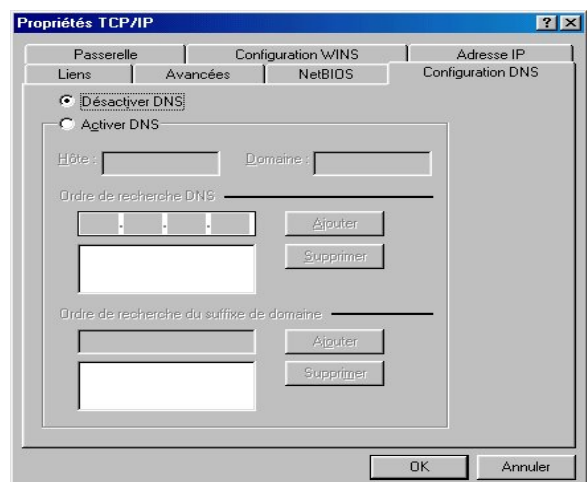 Propriétés TCP/IP
Passerelle Configuration WINS Adresse IP
Liens Avancées NetBIOS Configuration DNS
Désactiver DNS
Activer DNS
Hôte : Domaine :
Ordre de recherche DNS
Ajouter
Supprimer
Ordre de recherche du suffixe de domaine
Ajouter
Supprimer
OK Annuler